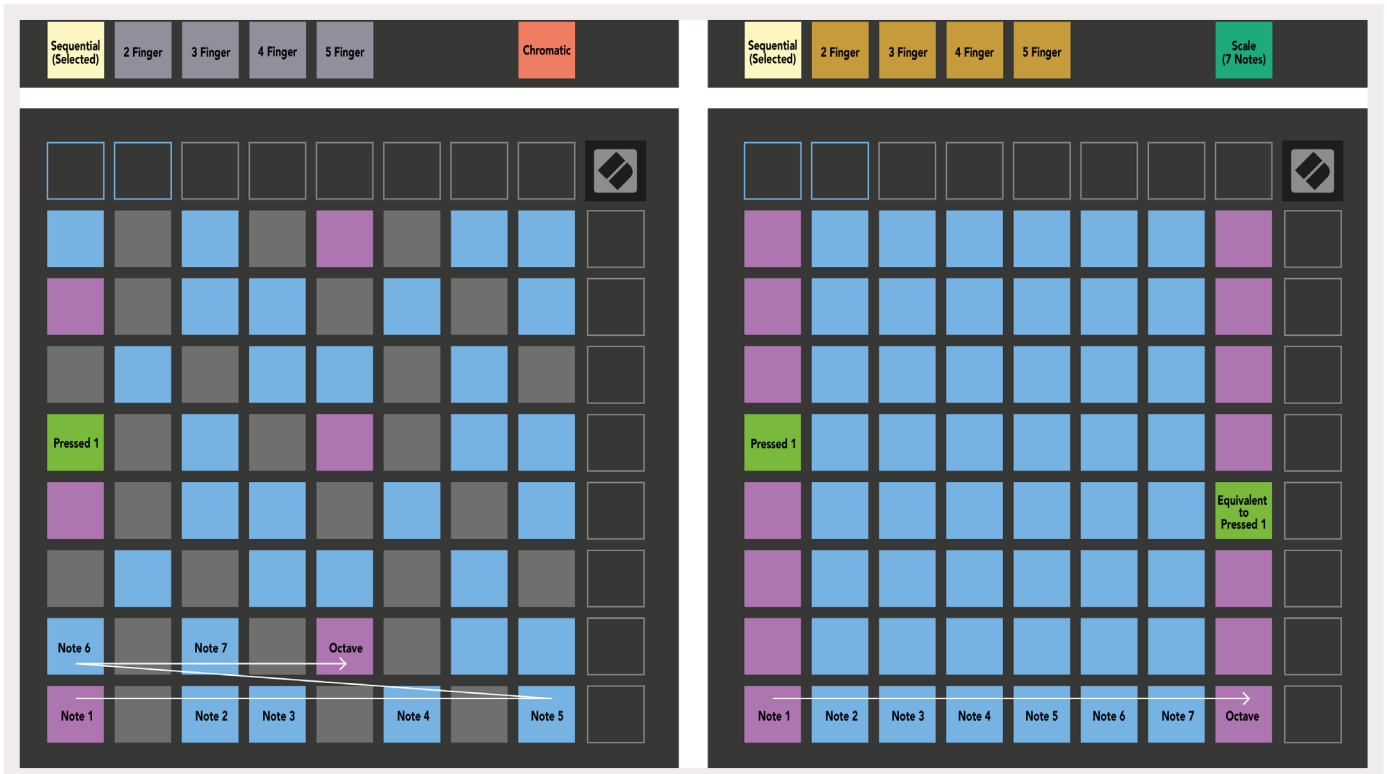 Sequential
(Selected)
2 Finger
3 Finger
4 Finger
5 Finger
Chromatic
Pressed 1
Note 6
Note 7
Octave
Note 1
Note 2
Note 3
Note 4
Note 5
Sequential
(Selected)
2 Finger
3 Finger
4 Finger
5 Finger
Scale
(7 Notes)
Pressed 1
Equivalent
to
Pressed 1
Note 1
Note 2
Note 3
Note 4
Note 5
Note 6
Note 7
Octave